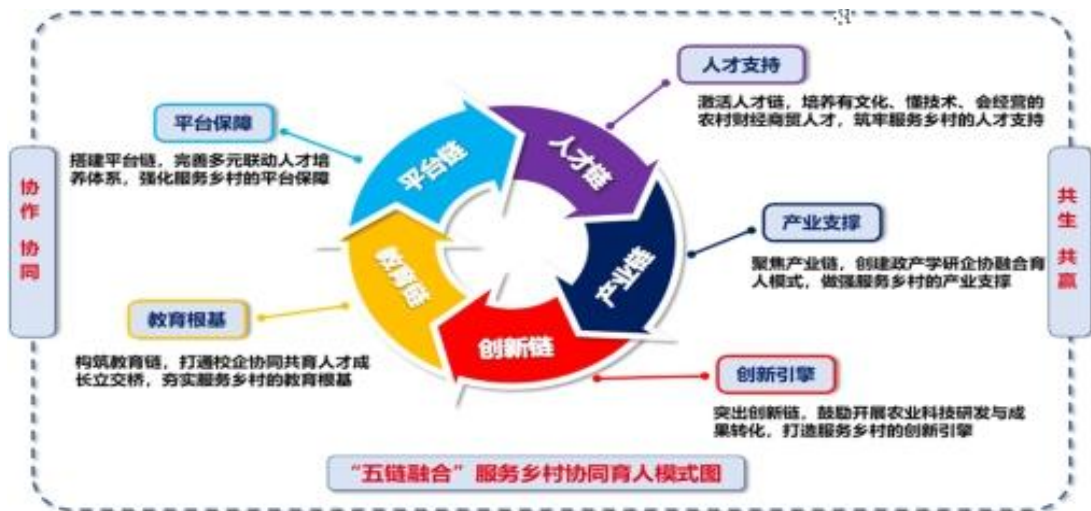 人才支持
激活人才链，培养有文化、懂技术、会经营的
农村财经商贸人才，筑牢服务乡村的人才支持
平台保障
搭建平台链，完善多元联动人才培
养体系，强化服务乡村的平台保障
协作 协同
共生 共赢
平台链
人才链
产业链
创新链
教育链
产业支撑
聚焦产业链，创建政产学研企协融合育
人模式，做强服务乡村的产业支撑
教育根基
构筑教育链，打通校企协同共育人才成
长立交桥，夯实服务乡村的教育根基
创新引擎
突出创新链，鼓励开展农业科技研发与成
果转化，打造服务乡村的创新引擎
“五链融合”服务乡村协同育人模式图